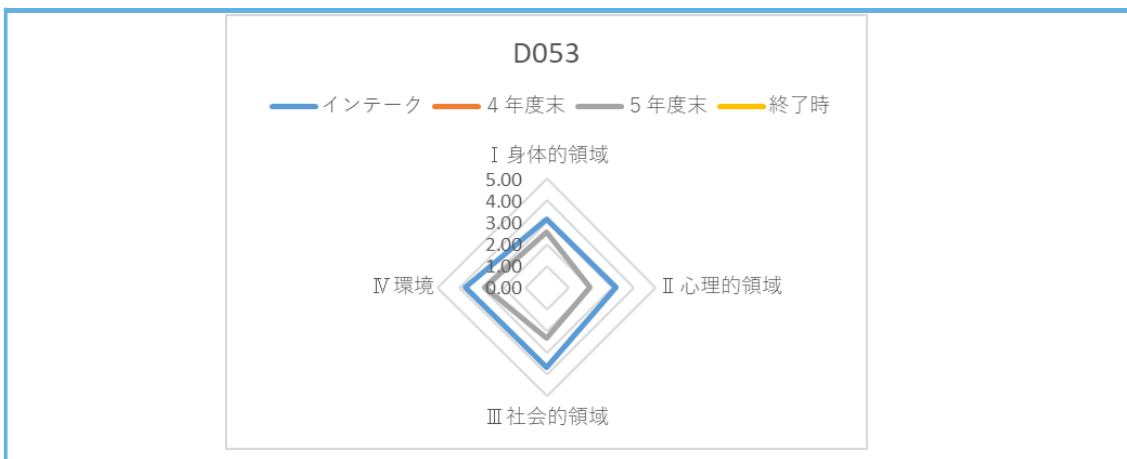 D053
インテーク 4 年度末 5 年度末 終了時
Ⅰ 身体的領域
5.00
4.00
3.00
2.00
1.00
0.00
Ⅳ 環境
Ⅱ 心理的領域
Ⅲ 社会的領域